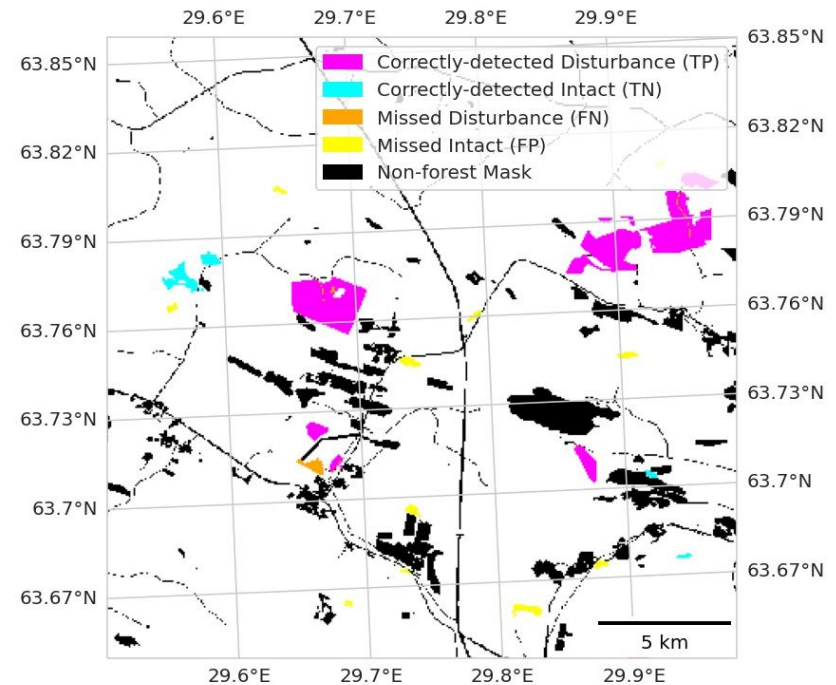 29.6°E 29.7°E 29.8°E 29.9°E
63.85°N
63.85°N
Correctly-detected Disturbance (TP)
Correctly-detected Intact (TN)
Missed Disturbance (FN)
Missed Intact (FP)
Non-forest Mask
63.82°N
63.82°N
63.79°N
63.79°N
63.76°N
63.76°N
63.73°N
63.73°N
63.7°N
63.7°N
63.67°N
63.67°N
5 km
29.6°E 29.7°E 29.8°E 29.9°E